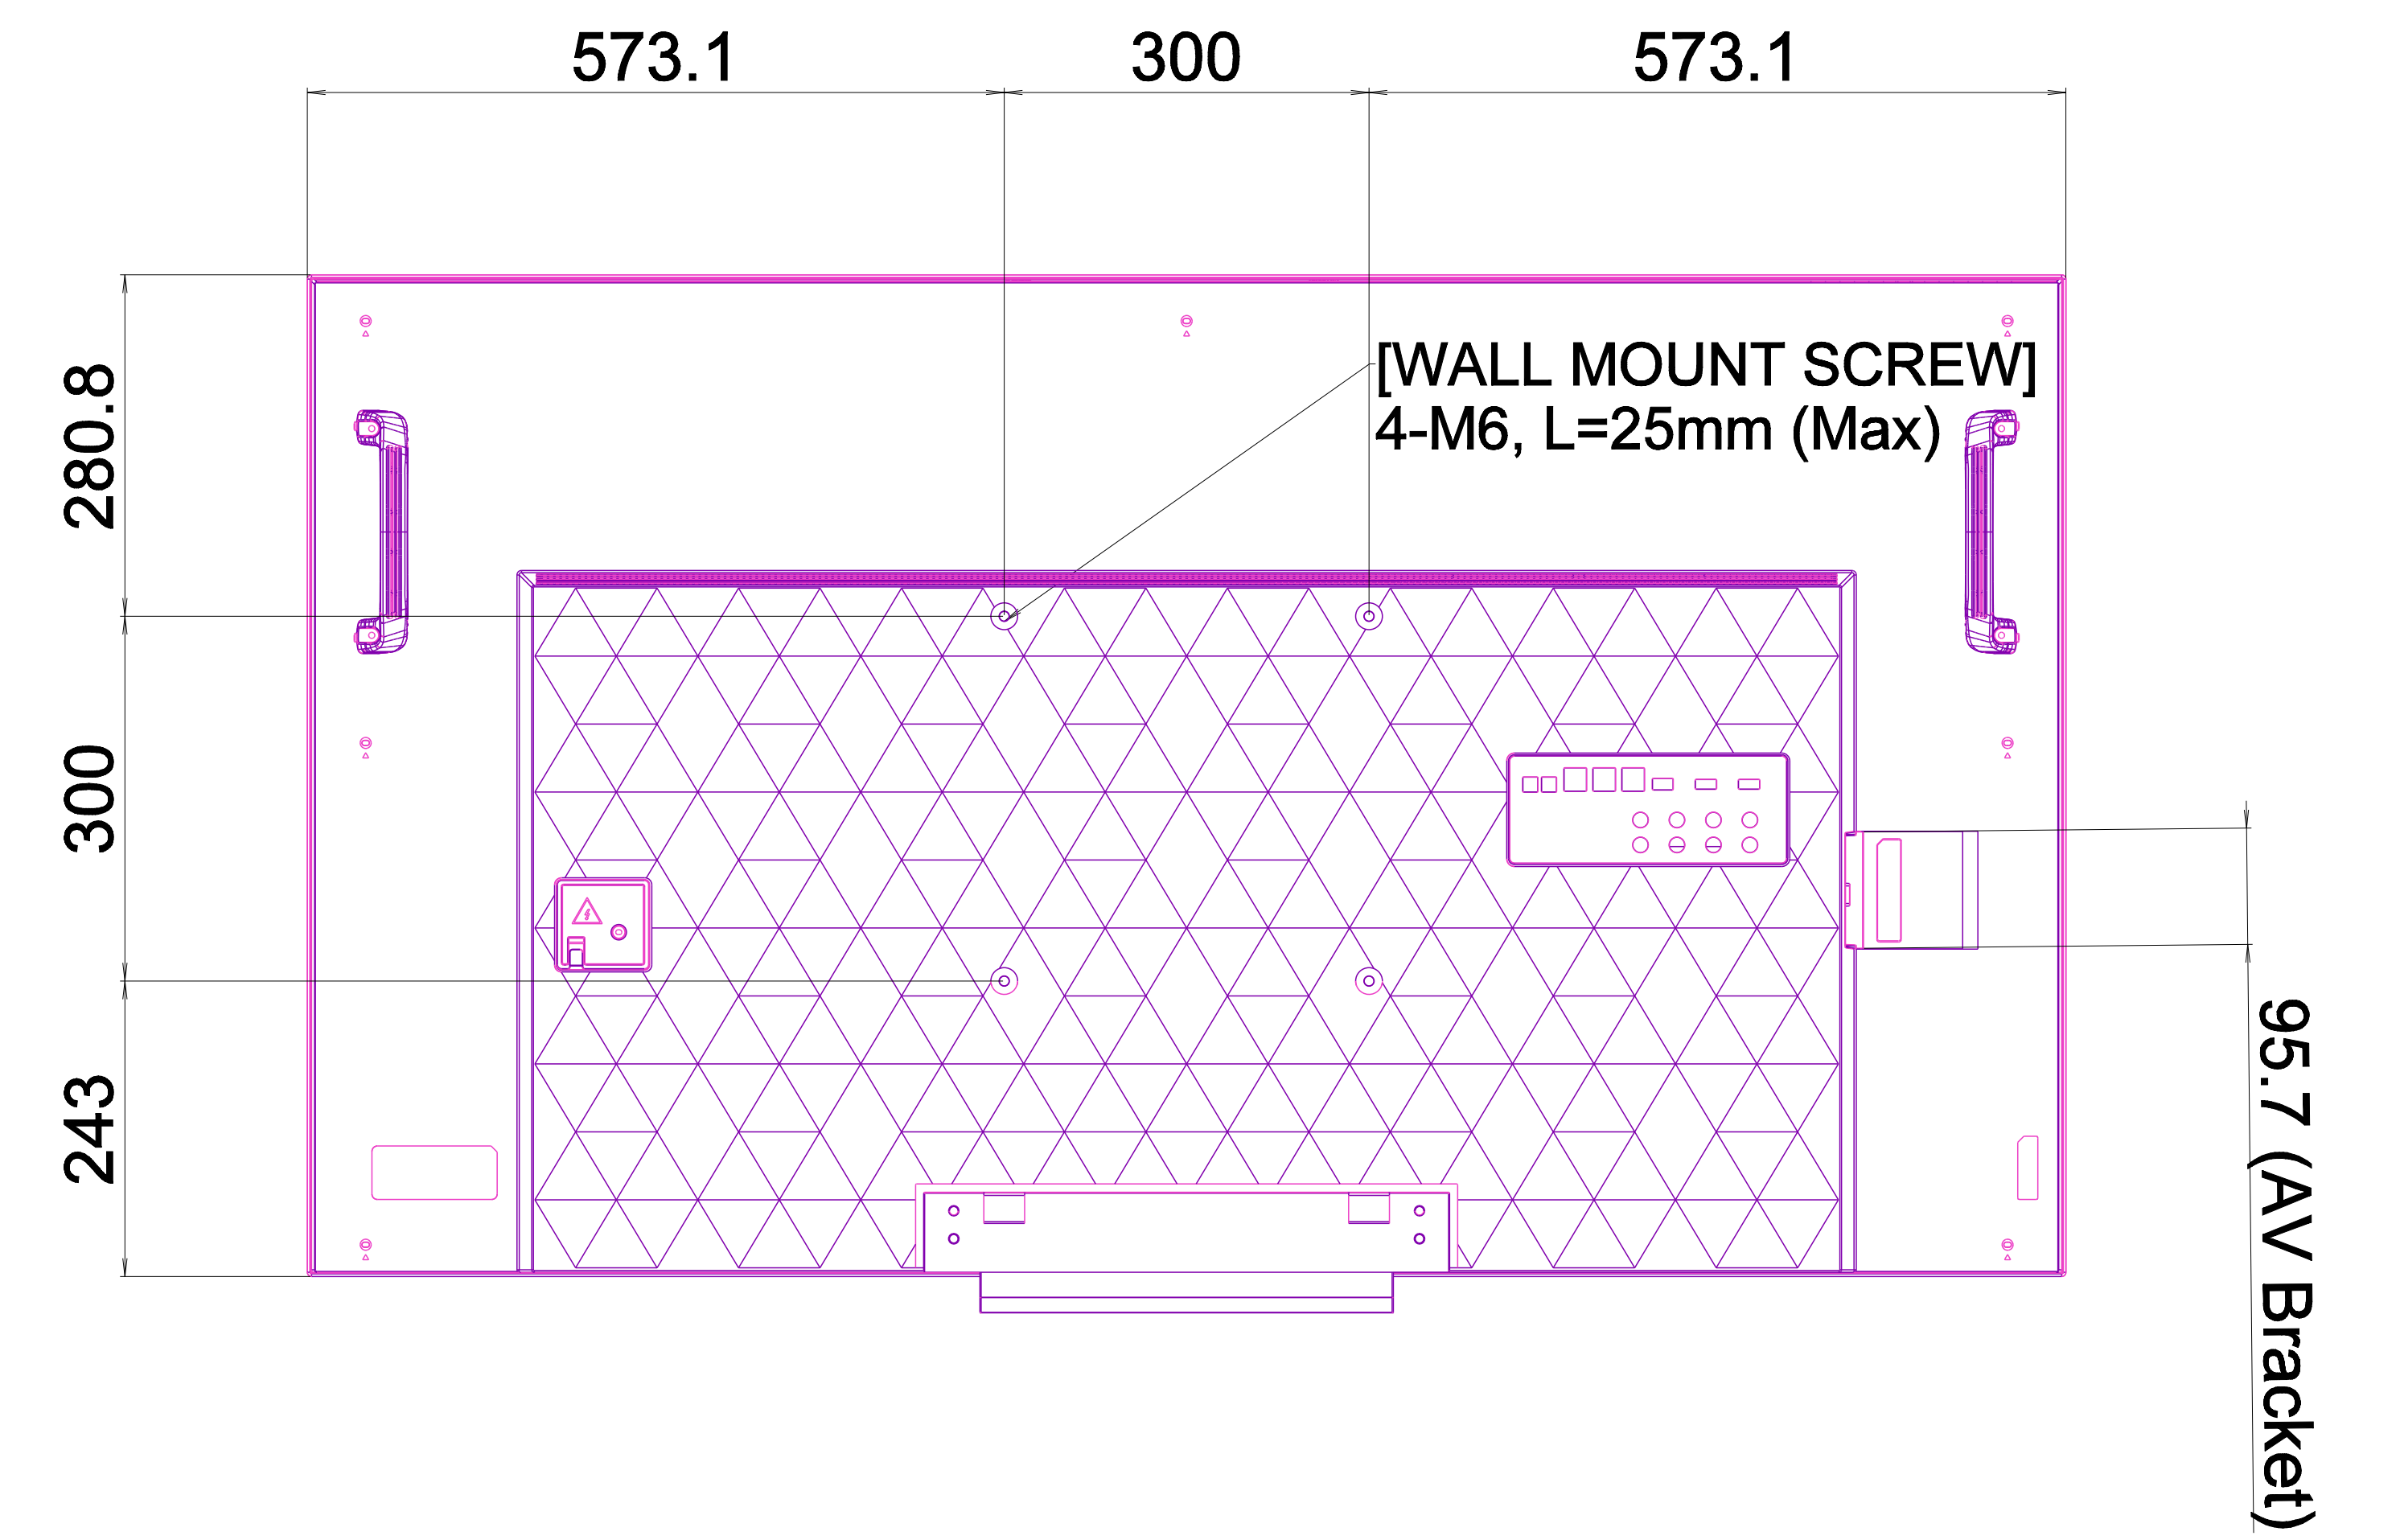 573.1
300
573.1
[WALL MOUNT SCREW]
4-M6, L=25mm (Max)
280.8
300
243
95.7 (AV Bracket)